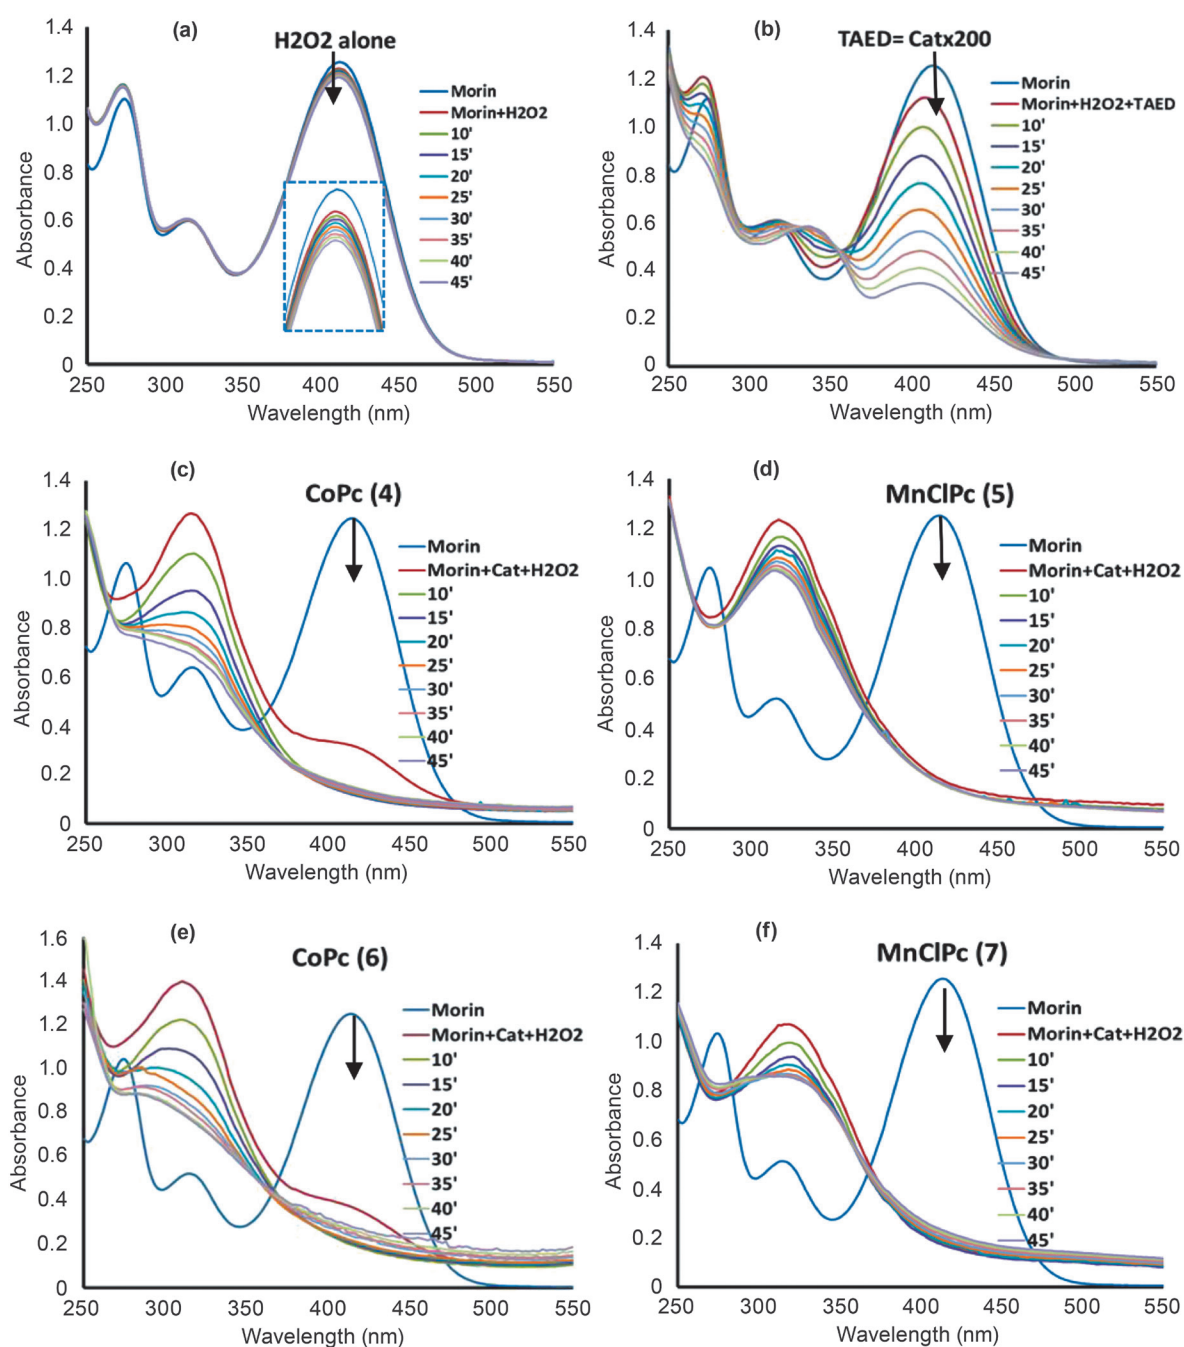 (a)
H2O2 alone
1.4
1.2
1.0
0.8
0.6
0.4
0.2
0
Absorbance
Morin
Morin+H2O2
10'
15'
20'
25'
30'
35'
40'
45'
250 300 350 400 450 500 550
Wavelength (nm)
(b)
TAED= Catx200
1.4
1.2
1.0
0.8
0.6
0.4
0.2
0
Absorbance
Morin
Morin+H2O2+TAED
10'
15'
20'
25'
30'
35'
40'
45'
250 300 350 400 450 500 550
Wavelength (nm)
(c)
CoPc (4)
1.4
1.2
1.0
0.8
0.6
0.4
0.2
0
Absorbance
Morin
Morin+Cat+H2O2
10'
15'
20'
25'
30'
35'
40'
45'
250 300 350 400 450 500 550
Wavelength (nm)
(d)
MnClPc (5)
1.4
1.2
1.0
0.8
0.6
0.4
0.2
0
Absorbance
Morin
Morin+Cat+H2O2
10'
15'
20'
25'
30'
35'
40'
45'
250 300 350 400 450 500 550
Wavelength (nm)
(e)
CoPc (6)
1.6
1.4
1.2
1.0
0.8
0.6
0.4
0.2
0
Absorbance
Morin
Morin+Cat+H2O2
10'
15'
20'
25'
30'
35'
40'
45'
250 300 350 400 450 500 550
Wavelength (nm)
(f)
MnClPc (7)
1.4
1.2
1.0
0.8
0.6
0.4
0.2
0
Absorbance
Morin
Morin+Cat+H2O2
10'
15'
20'
25'
30'
35'
40'
45'
250 300 350 400 450 500 550
Wavelength (nm)